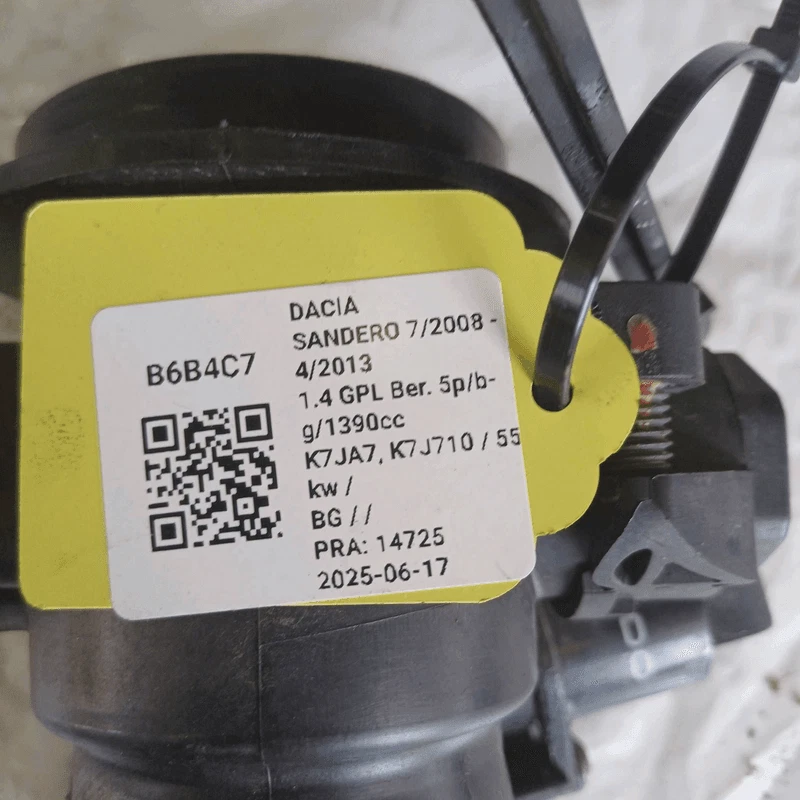 B6B4C7
DACIA
SANDERO 7/2008 -
4/2013
1.4 GPL Ber. 5p/b-
g/1390cc
K7JA7, K7J710 / 55
kw /
BG / /
PRA: 14725
2025-06-17